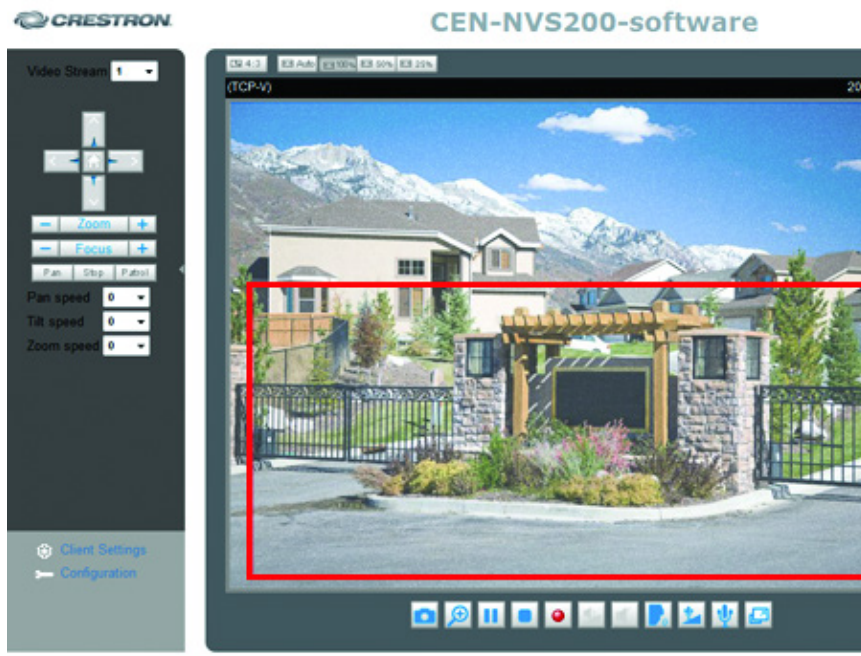 CRESTRON
CEN-NVS200-software
Video Stream 1
4:3 Auto 100% 50% 25%
(TCP-V)
20
Zoom
Focus
Pan Stop Patrol
Pan speed 0
Tilt speed 0
Zoom speed 0
Client Settings
Configuration